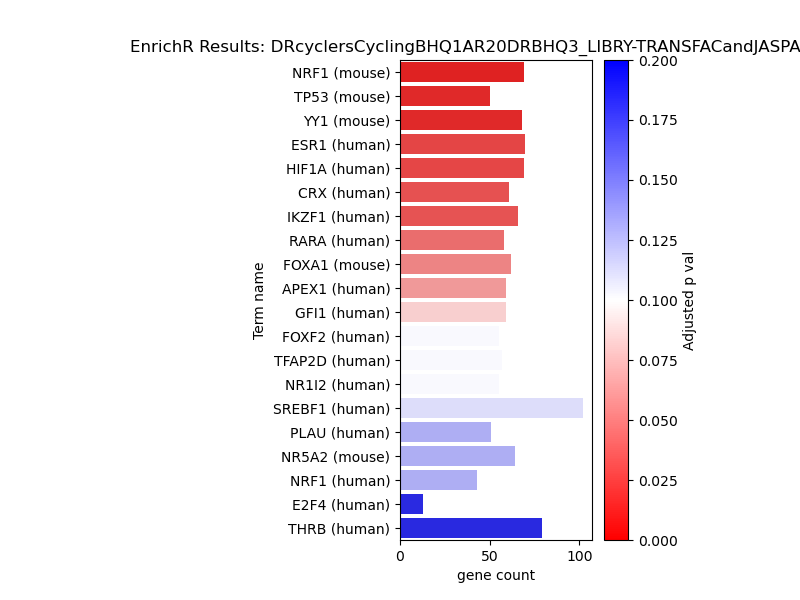 EnrichR Results: DRcyclersCyclingBHQ1AR20DRBHQ3_LIBRY-TRANSFACandJASPA
NRF1 (mouse)
TP53 (mouse)
YY1 (mouse)
ESR1 (human)
HIF1A (human)
CRX (human)
IKZF1 (human)
RARA (human)
FOXA1 (mouse)
APEX1 (human)
GFI1 (human)
FOXF2 (human)
TFAP2D (human)
NR1I2 (human)
SREBF1 (human)
PLAU (human)
NR5A2 (mouse)
NRF1 (human)
E2F4 (human)
THRB (human)
Term name
0 50 100
gene count
0.200
0.175
0.150
0.125
0.100
0.075
0.050
0.025
0.000
Adjusted p val